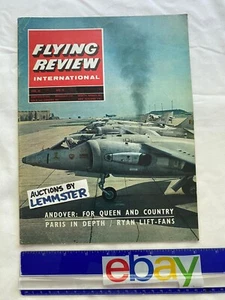 FLYING
REVIEW
INTERNATIONAL
AUCTIONS BY
LEMMSTER
ANDOVER: FOR QUEEN AND COUNTRY
PARIS IN DEPTH / RYAN LIFT-FANS
ebay